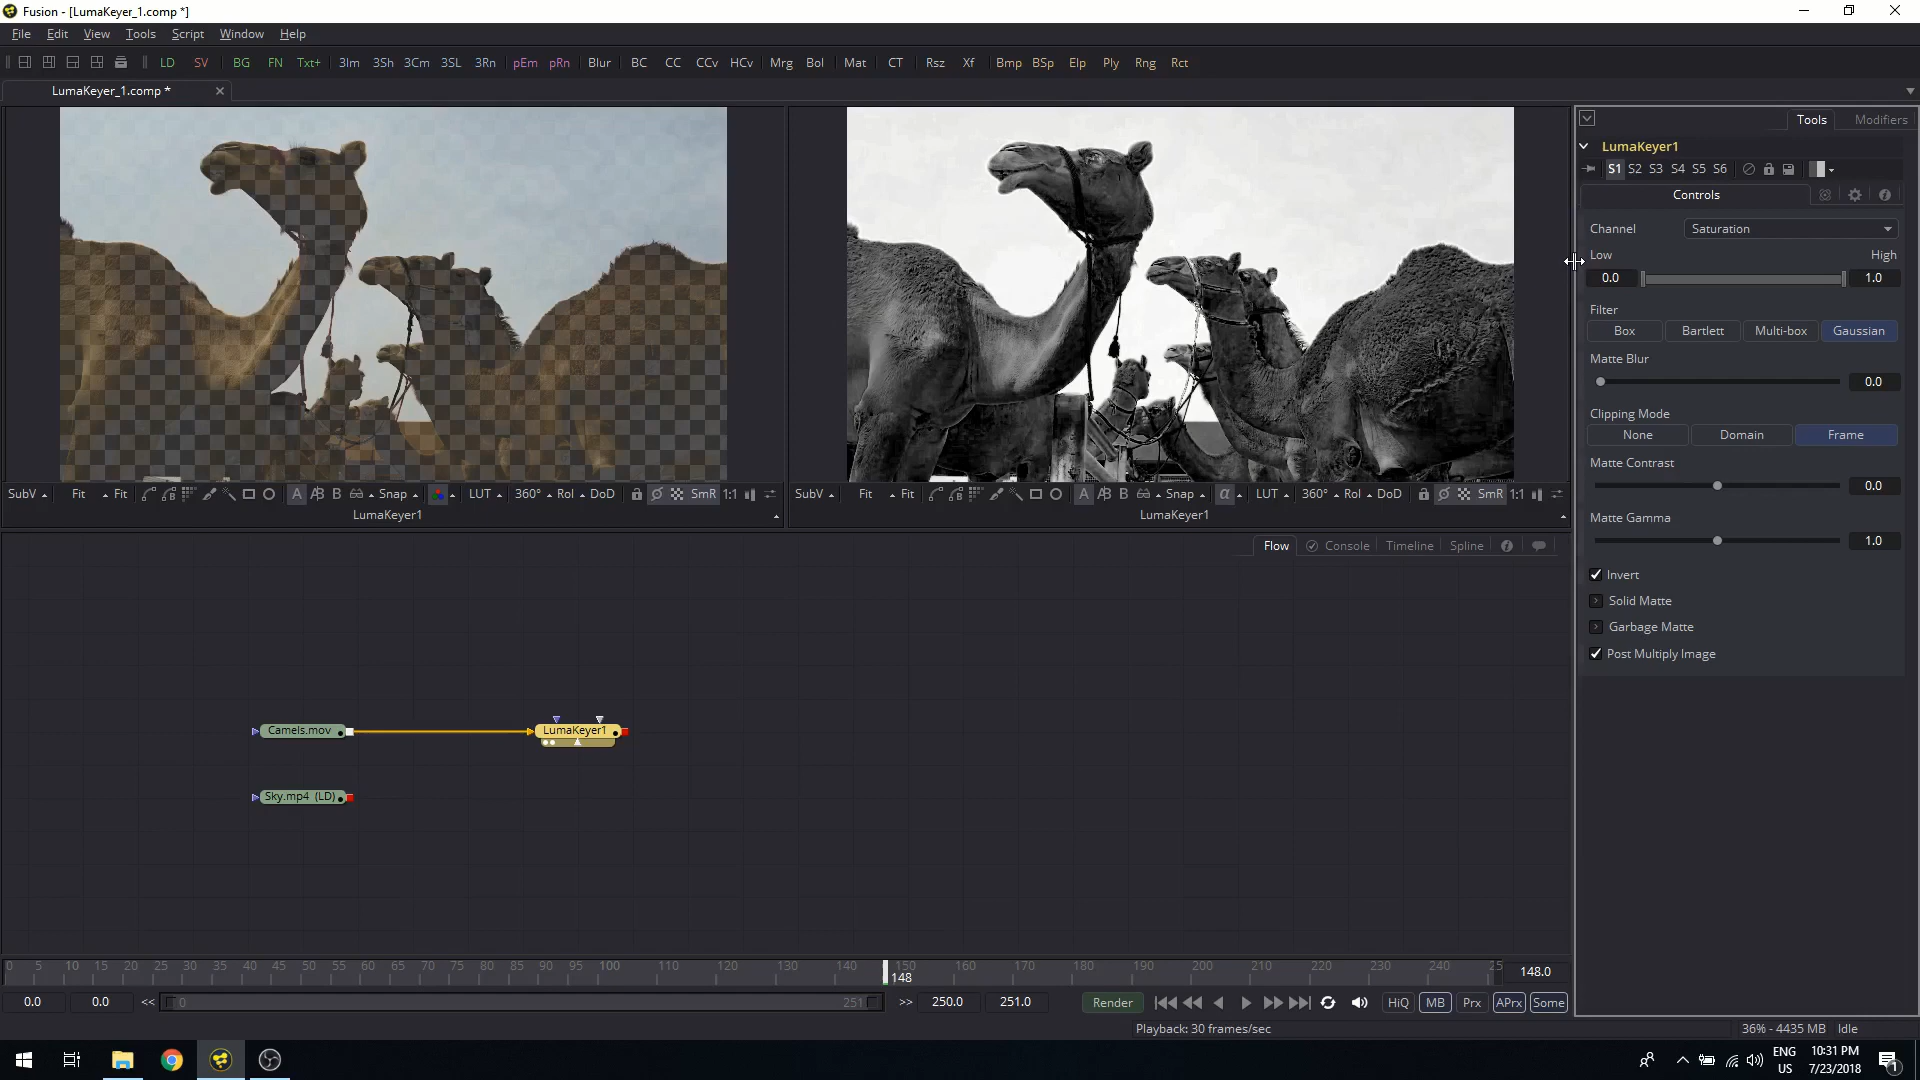 Fusion - [LumaKeyer_1.comp *]
File Edit View Tools Script Window Help
LD SV BG FN Txt+ 3Im 3Sh 3Cm 3SL 3Rn pEm pRn Blur BC CC CCv HCv Mrg Bol Mat CT Rsz Xf Bmp BSp Elp Ply Rng Rct
LumaKeyer_1.comp *
Tools Modifiers
LumaKeyer1
S1 S2 S3 S4 S5 S6
Controls
Channel Saturation
Low High
0.0 1.0
Filter
Box Bartlett Multi-box Gaussian
Matte Blur
0.0
Clipping Mode
None Domain Frame
Matte Contrast
0.0
Matte Gamma
1.0
Invert
Solid Matte
Garbage Matte
Post Multiply Image
SubV Fit Fit A B Snap LUT 360° Rol DoD SmR 1:1
LumaKeyer1
SubV Fit Fit A B Snap α LUT 360° Rol DoD SmR 1:1
LumaKeyer1
Flow Console Timeline Spline
Camels.mov
LumaKeyer1
Sky.mp4 (LD)
0 5 10 15 20 25 30 35 40 45 50 55 60 65 70 75 80 85 90 95 100 110 120 130 140 150 160 170 180 190 200 210 220 230 240 25
148
148.0
0.0 0.0 << 0 251 >> 250.0 251.0 Render HiQ MB Prx APrx Some
Playback: 30 frames/sec
36% - 4435 MB Idle
ENG
US
10:31 PM
7/23/2018
1